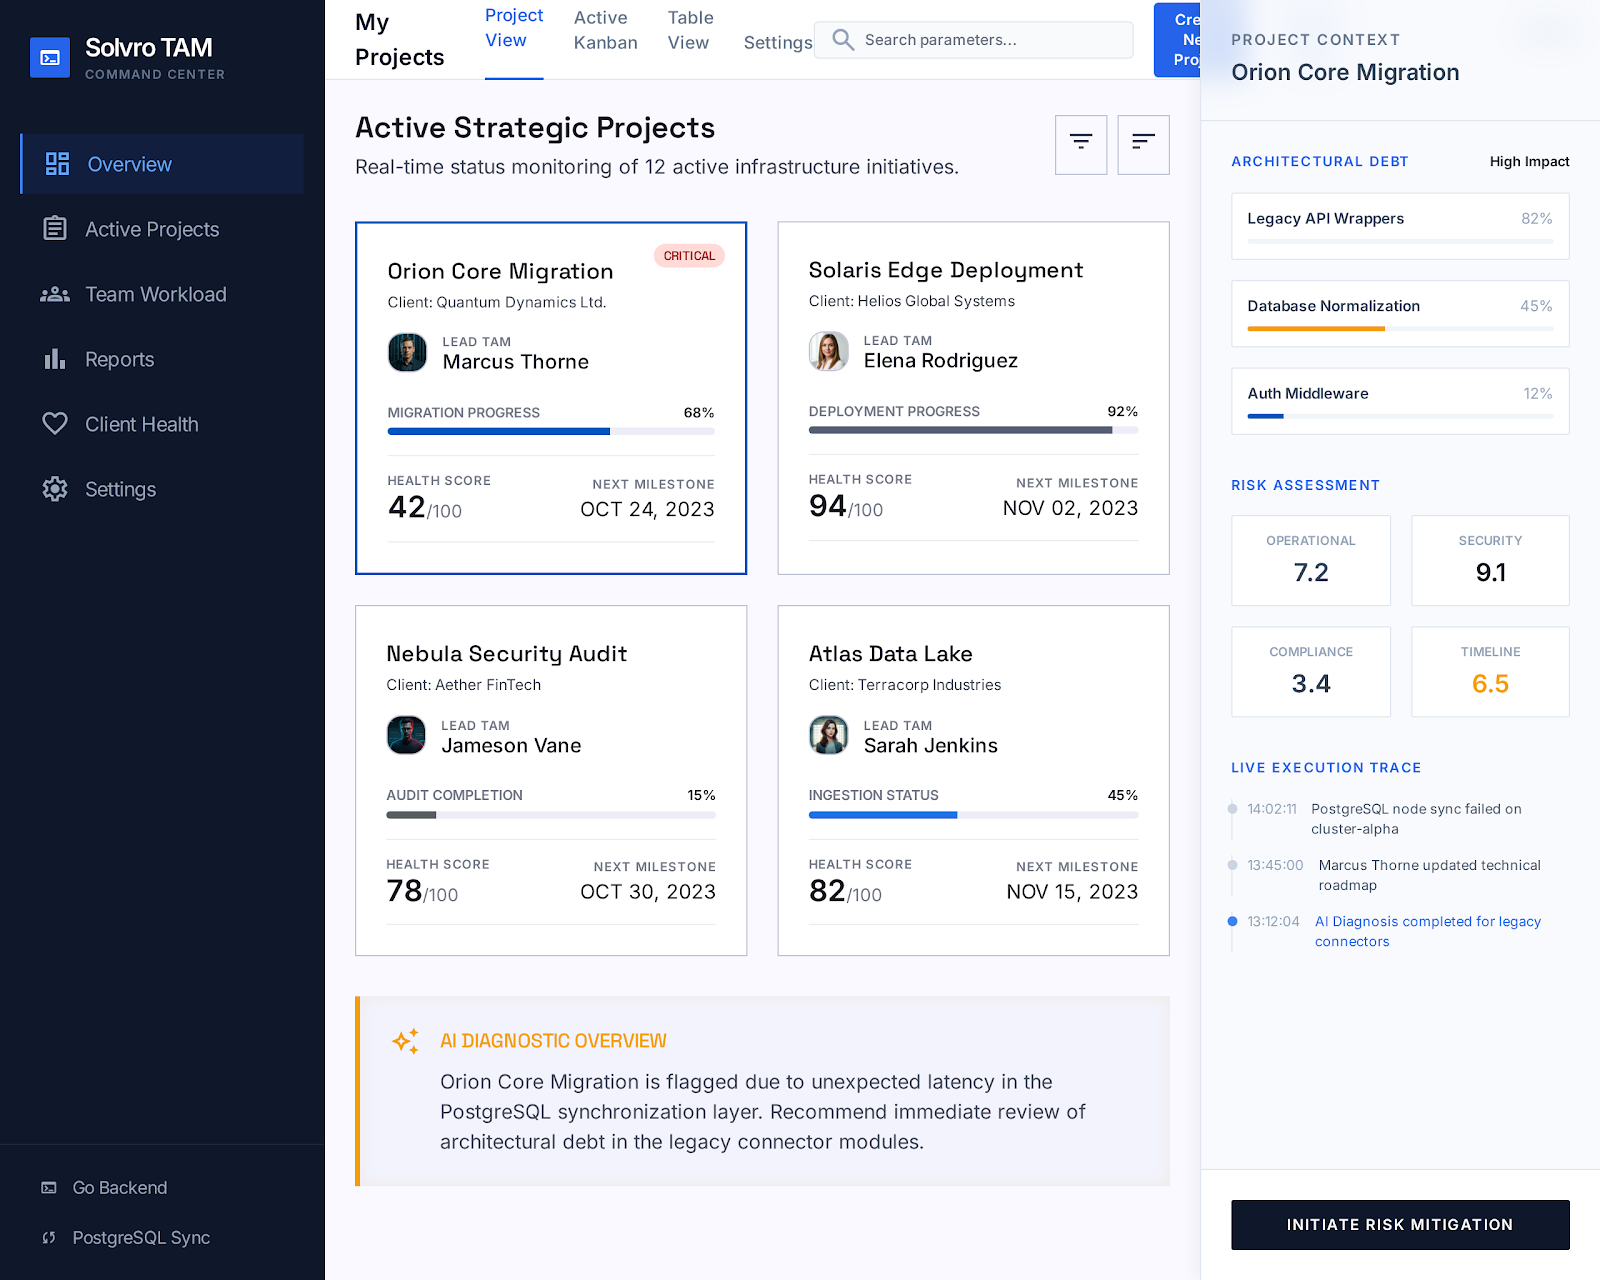 Solvro TAM
COMMAND CENTER
Overview
Active Projects
Team Workload
Reports
Client Health
Settings
Go Backend
PostgreSQL Sync
My
Projects
Project
View
Active
Kanban
Table
View
Settings
Search parameters...
Active Strategic Projects
Real-time status monitoring of 12 active infrastructure initiatives.
CRITICAL
Orion Core Migration
Client: Quantum Dynamics Ltd.
LEAD TAM
Marcus Thorne
MIGRATION PROGRESS 68%
HEALTH SCORE
42/100
NEXT MILESTONE
OCT 24, 2023
Solaris Edge Deployment
Client: Helios Global Systems
LEAD TAM
Elena Rodriguez
DEPLOYMENT PROGRESS 92%
HEALTH SCORE
94/100
NEXT MILESTONE
NOV 02, 2023
Nebula Security Audit
Client: Aether FinTech
LEAD TAM
Jameson Vane
AUDIT COMPLETION 15%
HEALTH SCORE
78/100
NEXT MILESTONE
OCT 30, 2023
Atlas Data Lake
Client: Terracorp Industries
LEAD TAM
Sarah Jenkins
INGESTION STATUS 45%
HEALTH SCORE
82/100
NEXT MILESTONE
NOV 15, 2023
AI DIAGNOSTIC OVERVIEW
Orion Core Migration is flagged due to unexpected latency in the
PostgreSQL synchronization layer. Recommend immediate review of
architectural debt in the legacy connector modules.
PROJECT CONTEXT
Orion Core Migration
ARCHITECTURAL DEBT High Impact
Legacy API Wrappers 82%
Database Normalization 45%
Auth Middleware 12%
RISK ASSESSMENT
OPERATIONAL
7.2
SECURITY
9.1
COMPLIANCE
3.4
TIMELINE
6.5
LIVE EXECUTION TRACE
14:02:11 PostgreSQL node sync failed on
cluster-alpha
13:45:00 Marcus Thorne updated technical
roadmap
13:12:04 AI Diagnosis completed for legacy
connectors
INITIATE RISK MITIGATION